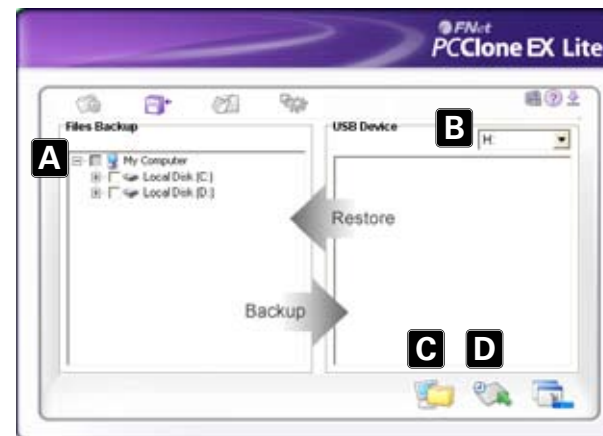 FNet
PCClone EX Lite
Files Backup
USB Device
B
H:
A
My Computer
Local Disk (C:)
Local Disk (D:)
Restore
Backup
C
D